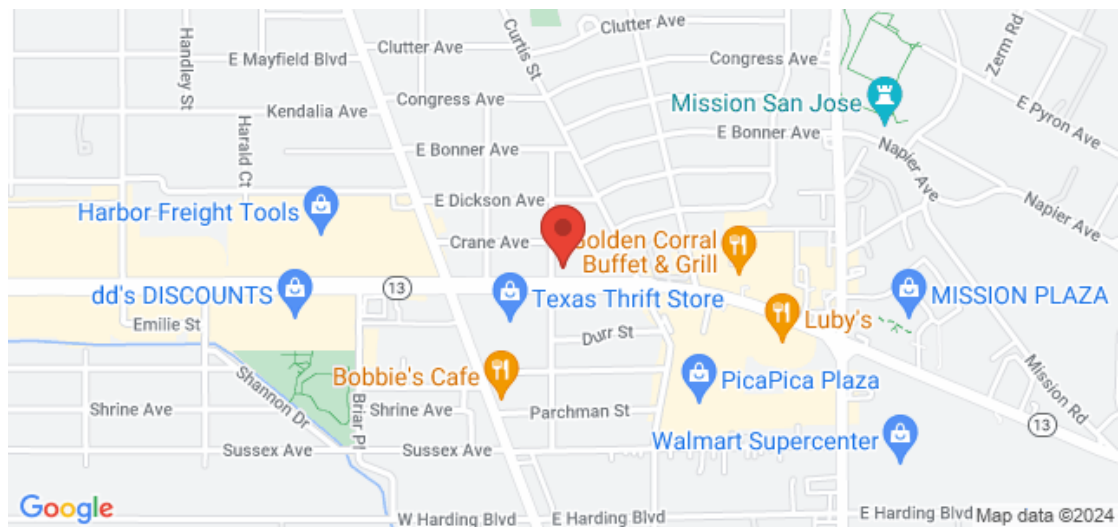 Clutter Ave
Clutter Ave
Handley St
E Mayfield Blvd
Curtis St
Congress Ave
Zerm Rd
Congress Ave
Kendalia Ave
Mission San Jose
E Pyron Ave
Harald Ct
E Bonner Ave
E Bonner Ave
Napier Ave
E Dickson Ave
Napier Ave
Harbor Freight Tools
Crane Ave
Golden Corral
Buffet & Grill
13
dd's DISCOUNTS
Texas Thrift Store
MISSION PLAZA
Emilie St
Durr St
Luby's
Shannon Dr
Bobbie's Cafe
PicaPica Plaza
Mission Rd
Shrine Ave
Briar Pl
Shrine Ave
Parchman St
13
Sussex Ave
Sussex Ave
Walmart Supercenter
Google
W Harding Blvd
E Harding Blvd
E Harding Blvd
Map data ©2024